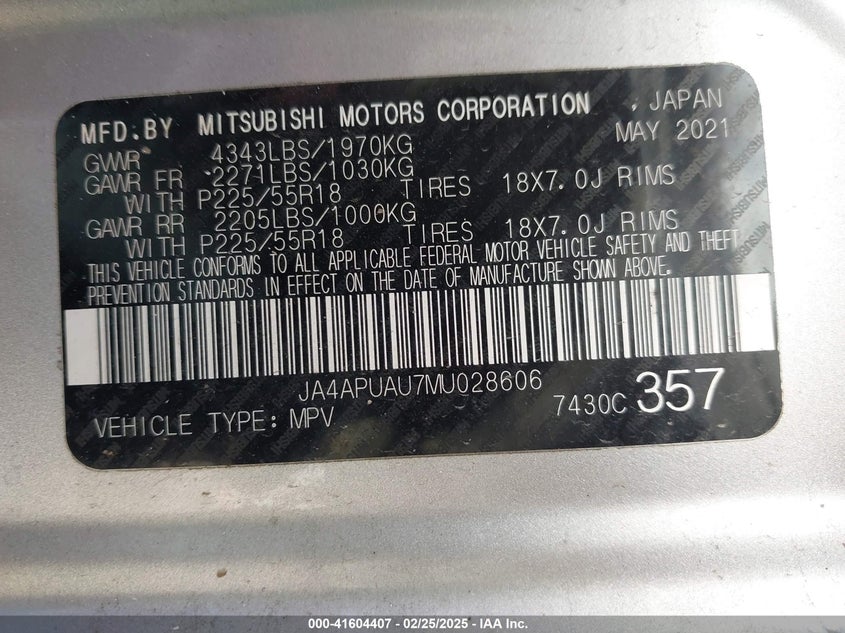 MFD.BY MITSUBISHI MOTORS CORPORATION , JAPAN
MAY 2021
GVWR 4343LBS/1970KG
GAWR FR 2271LBS/1030KG
WITH P225/55R18 TIRES 18X7.0J RIMS
GAWR RR 2205LBS/1000KG
WITH P225/55R18 TIRES 18X7.0J RIMS
THIS VEHICLE CONFORMS TO ALL APPLICABLE FEDERAL MOTOR VEHICLE SAFETY AND THEFT
PREVENTION STANDARDS IN EFFECT ON THE DATE OF MANUFACTURE SHOWN ABOVE.
JA4APUAU7MU028606
VEHICLE TYPE: MPV 7430C 357
000-41604407 - 02/25/2025 - IAA Inc.